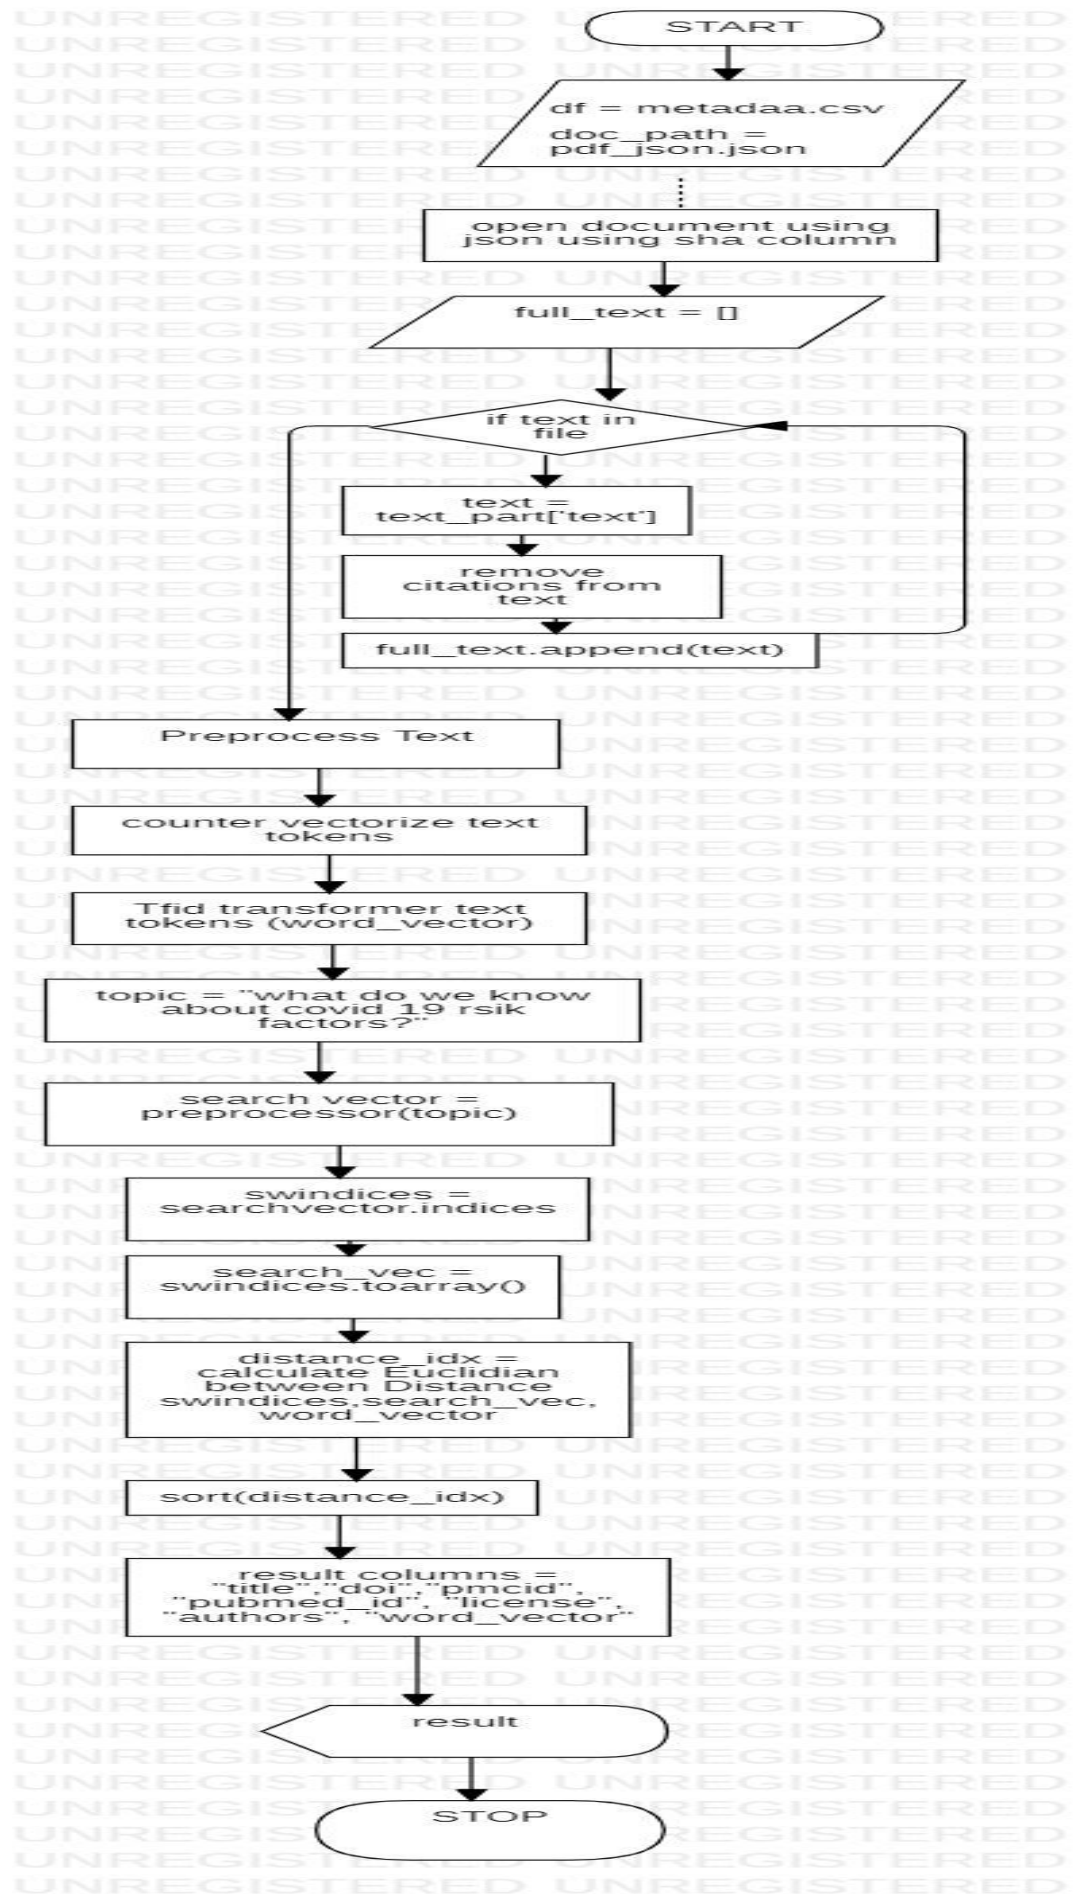 START
df = metadaa.csv
doc_path =
pdf_json.json
open document using
json using sha column
full_text = []
if text in
file
text =
text_part['text']
remove
citations from
text
full_text.append(text)
Preprocess Text
counter vectorize text
tokens
Tfid transformer text
tokens (word_vector)
topic = "what do we know
about covid 19 rsik
factors?"
search vector =
preprocessor(topic)
swindices =
searchvector.indices
search_vec =
swindices.toarray()
distance_idx =
calculate Euclidian
between Distance
swindices,search_vec,
word_vector
sort(distance_idx)
result columns =
"title","doi","pmcid",
"pubmed_id", "license",
"authors", "word_vector"
result
STOP
UNREGISTERED